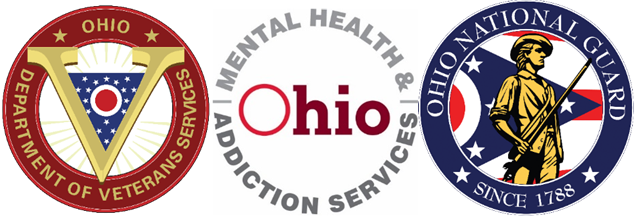 OHIO
DEPARTMENT OF VETERANS SERVICES
MENTAL HEALTH &
Ohio
ADDICTION SERVICES
OHIO NATIONAL GUARD
SINCE 1788